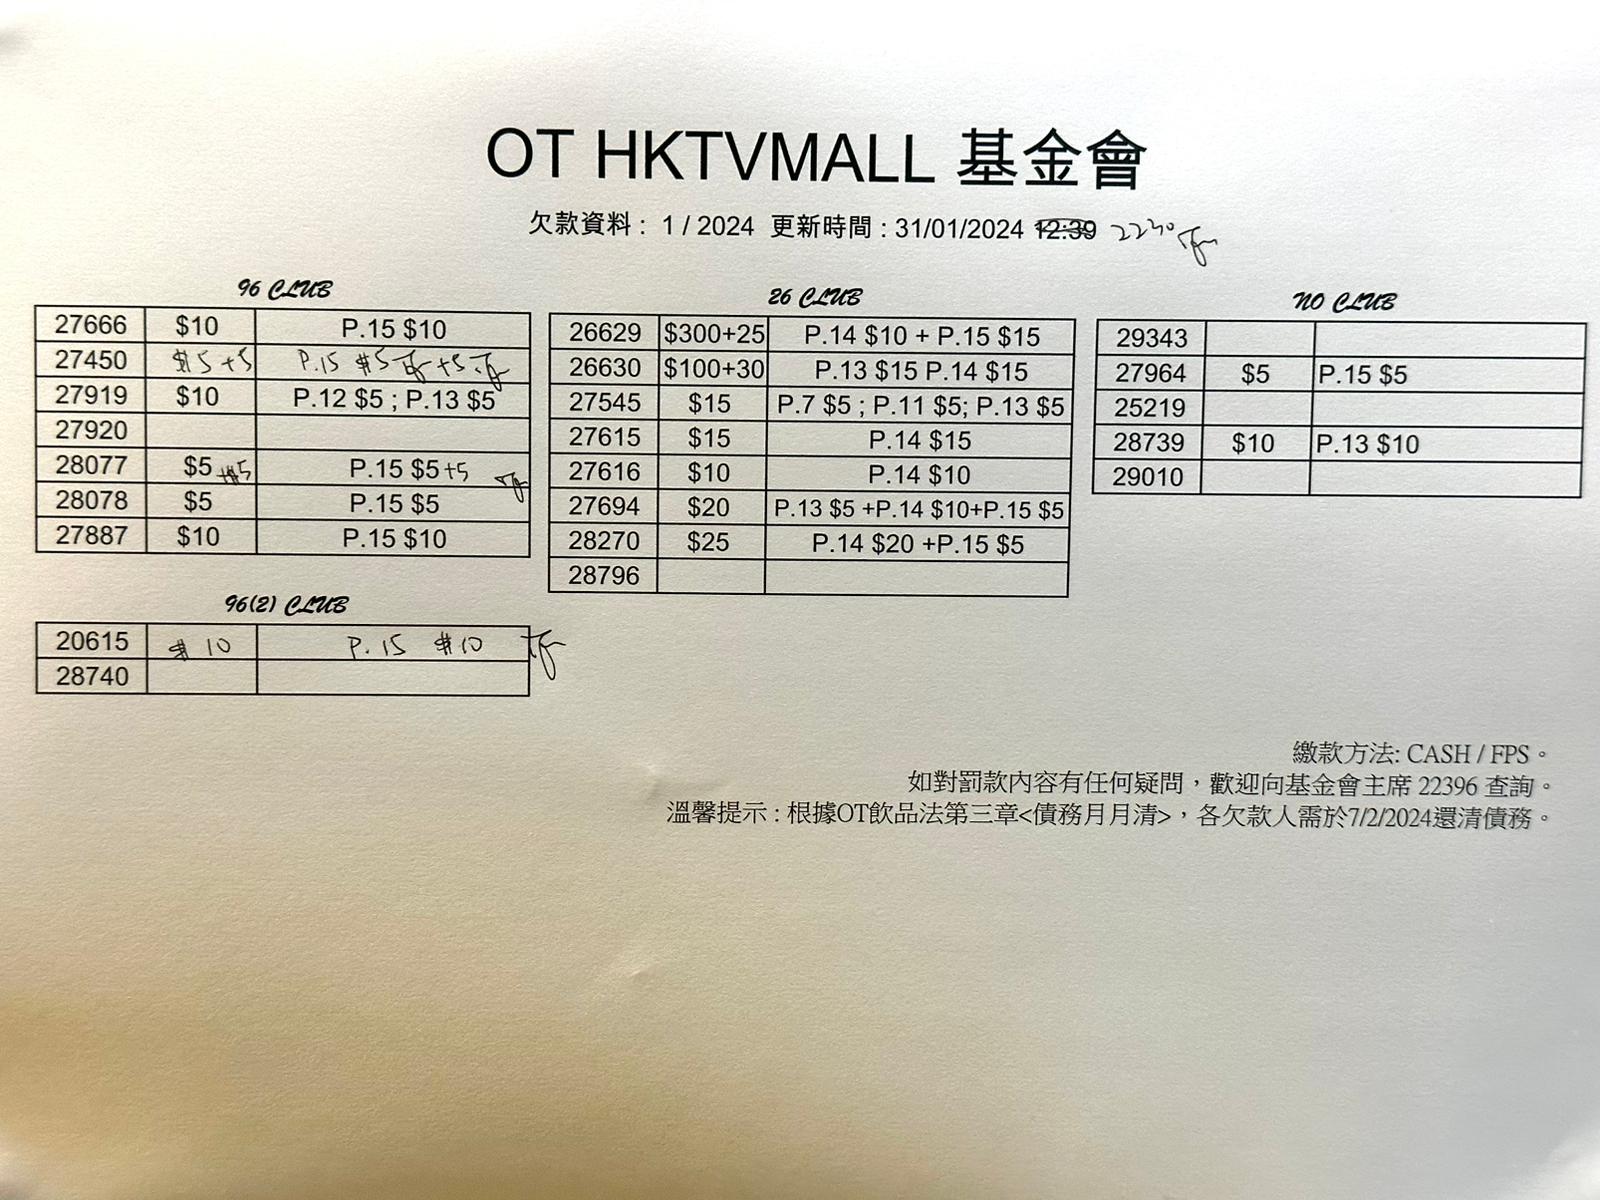 OT HKTVMALL 基金會
欠款資料： 1 / 2024 更新時間：31/01/2024 12:39 2230
96 CLUB
27666 $10 P.15 $10
27450 $5 +5 P.15 $5 +5
27919 $10 P.12 $5 ; P.13 $5
27920
28077 $5 +$5 P.15 $5 +5
28078 $5 P.15 $5
27887 $10 P.15 $10
96(2) CLUB
20615 $ 10 P. 15 $10
28740
26 CLUB
26629 $300+25 P.14 $10 + P.15 $15
26630 $100+30 P.13 $15 P.14 $15
27545 $15 P.7 $5 ; P.11 $5; P.13 $5
27615 $15 P.14 $15
27616 $10 P.14 $10
27694 $20 P.13 $5 +P.14 $10+P.15 $5
28270 $25 P.14 $20 +P.15 $5
28796
NO CLUB
29343
27964 $5 P.15 $5
25219
28739 $10 P.13 $10
29010
繳款方法: CASH / FPS。
如對罰款內容有任何疑問，歡迎向基金會主席 22396 查詢。
溫馨提示 : 根據OT飲品法第三章<債務月月清>，各欠款人需於7/2/2024還清債務。